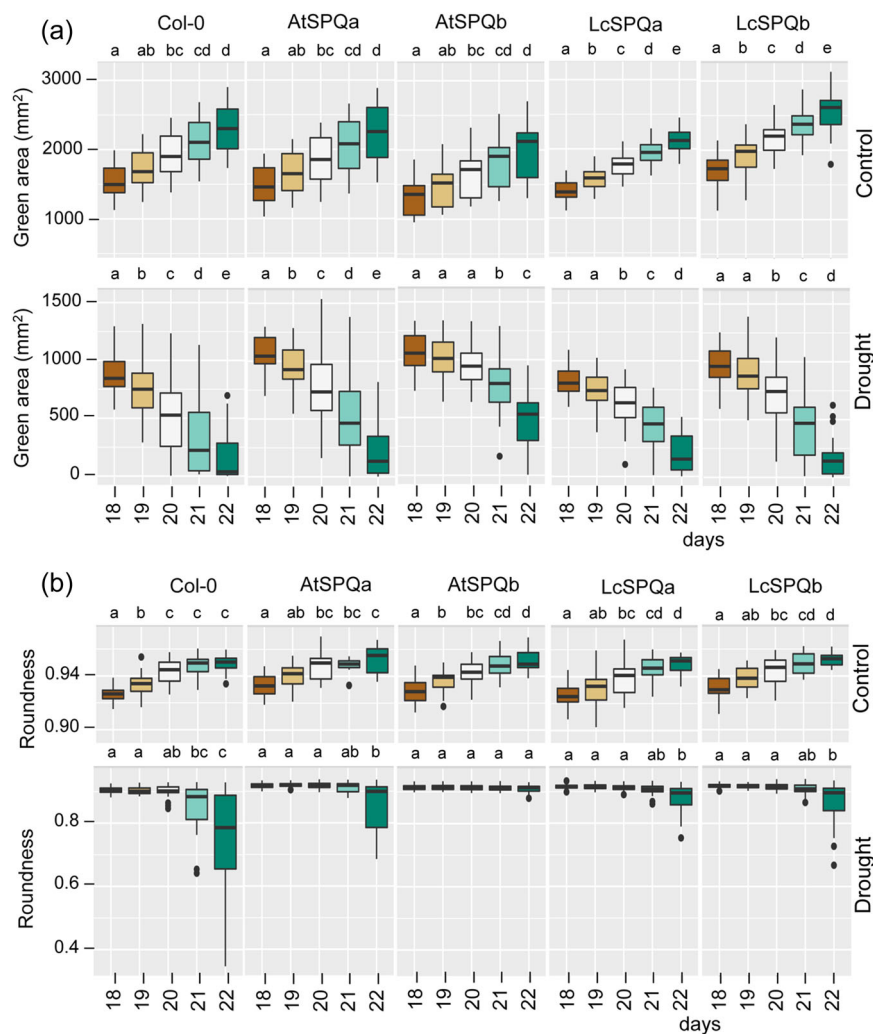 (a)
Col-0 AtSPQa AtSPQb LcSPQa LcSPQb
a ab bc cd d a ab bc cd d a ab bc cd d a b c d e a b c d e
Green area (mm²)
3000
2000
1000
Control
a b c d e a b c d e a a a b c a a b c d a a b c d
Green area (mm²)
1500
1000
500
0
Drought
18 19 20 21 22 18 19 20 21 22 18 19 20 21 22 18 19 20 21 22 18 19 20 21 22
days
(b)
Col-0 AtSPQa AtSPQb LcSPQa LcSPQb
a b c c c a ab bc bc c a b bc cd d a ab bc cd d a ab bc cd d
Roundness
0.94
0.90
Control
a a ab bc c a a a ab b a a a a a a a a ab b a a a ab b
Roundness
0.8
0.6
0.4
Drought
18 19 20 21 22 18 19 20 21 22 18 19 20 21 22 18 19 20 21 22 18 19 20 21 22
days